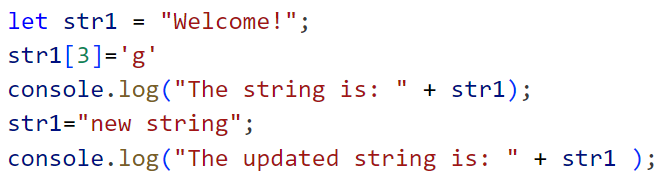 let str1 = "Welcome!";
str1[3]='g'
console.log("The string is: " + str1);
str1="new string";
console.log("The updated string is: " + str1 );